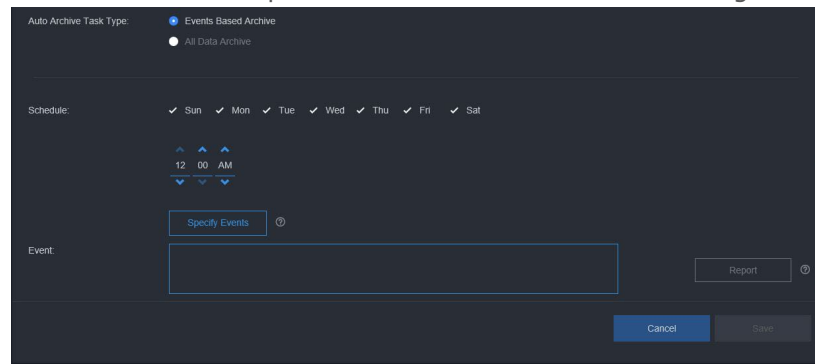 Auto Archive Task Type:
Events Based Archive
All Data Archive
Schedule:
Sun Mon Tue Wed Thu Fri Sat
12 00 AM
Specify Events ?
Event:
Report ?
Cancel Save